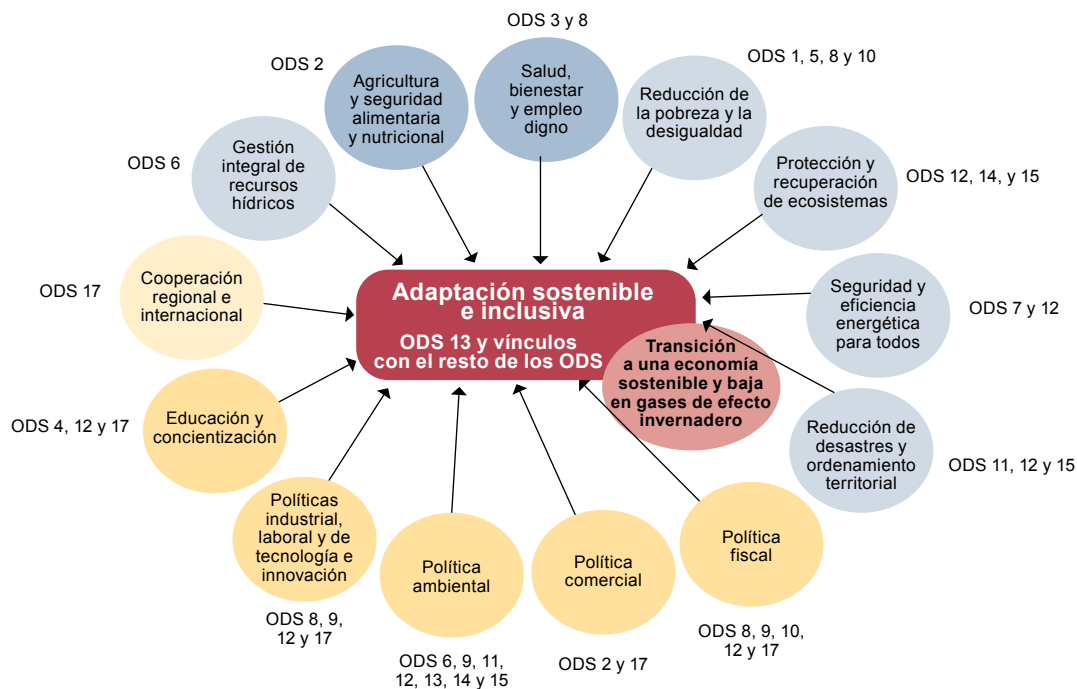 ODS 3 y 8
ODS 2
Agricultura
y seguridad
alimentaria
y nutricional
Salud,
bienestar
y empleo
digno
ODS 1, 5, 8 y 10
Reducción de
la pobreza y la
desigualdad
ODS 6
Gestión
integral de
recursos
hídricos
Protección y
recuperación
de ecosistemas
ODS 12, 14, y 15
ODS 17
Cooperación
regional e
internacional
Adaptación sostenible
e inclusiva
ODS 13 y vínculos
con el resto de los ODS
Transición
a una economía
sostenible y baja
en gases de efecto
invernadero
Seguridad y
eficiencia
energética
para todos
ODS 7 y 12
ODS 4, 12 y 17
Educación y
concientización
Reducción de
desastres y
ordenamiento
territorial
ODS 11, 12 y 15
Políticas
industrial,
laboral y de
tecnología e
innovación
ODS 8, 9,
12 y 17
Política
ambiental
ODS 6, 9, 11,
12, 13, 14 y 15
Política
comercial
ODS 2 y 17
Política
fiscal
ODS 8, 9, 10,
12 y 17